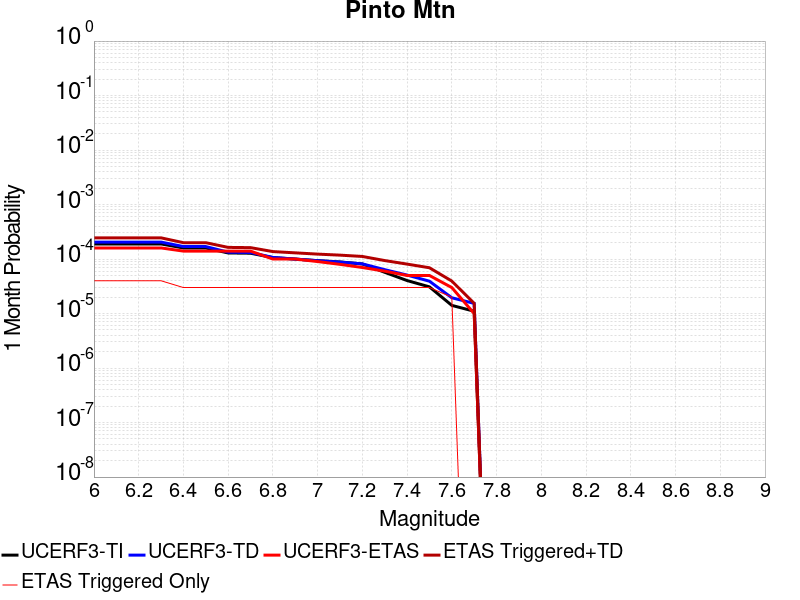 Pinto Mtn
1 Month Probability
10^0
10^-1
10^-2
10^-3
10^-4
10^-5
10^-6
10^-7
10^-8
6 6.2 6.4 6.6 6.8 7 7.2 7.4 7.6 7.8 8 8.2 8.4 8.6 8.8 9
Magnitude
UCERF3-TI UCERF3-TD UCERF3-ETAS ETAS Triggered+TD
ETAS Triggered Only